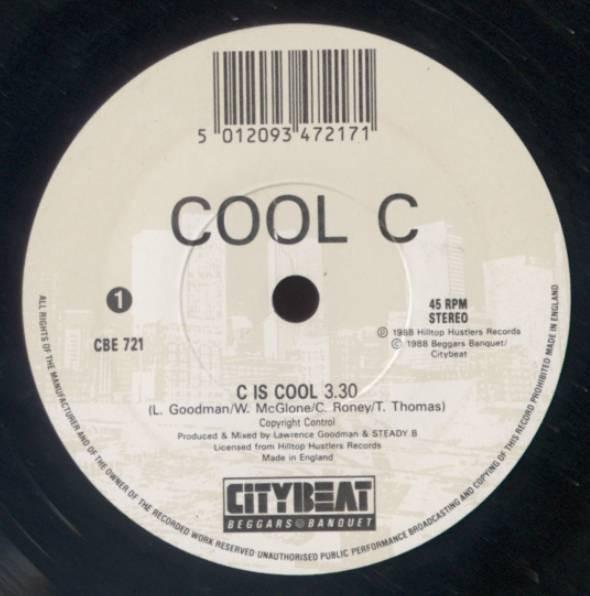 5 012093 472171
COOL C
1
CBE 721
45 RPM
STEREO
℗ 1988 Hilltop Hustlers Records
© 1988 Beggars Banquet/
Citybeat
C IS COOL 3.30
(L. Goodman/W. McGlone/C. Roney/T. Thomas)
Copyright Control
Produced & Mixed by Lawrence Goodman & STEADY B
Licensed from Hilltop Hustlers Records
Made in England
CITYBEAT
BEGGARS BANQUET
ALL RIGHTS OF THE MANUFACTURER AND OF THE OWNER OF THE RECORDED WORK RESERVED UNAUTHORISED PUBLIC PERFORMANCE BROADCASTING AND COPYING OF THIS RECORD PROHIBITED MADE IN ENGLAND